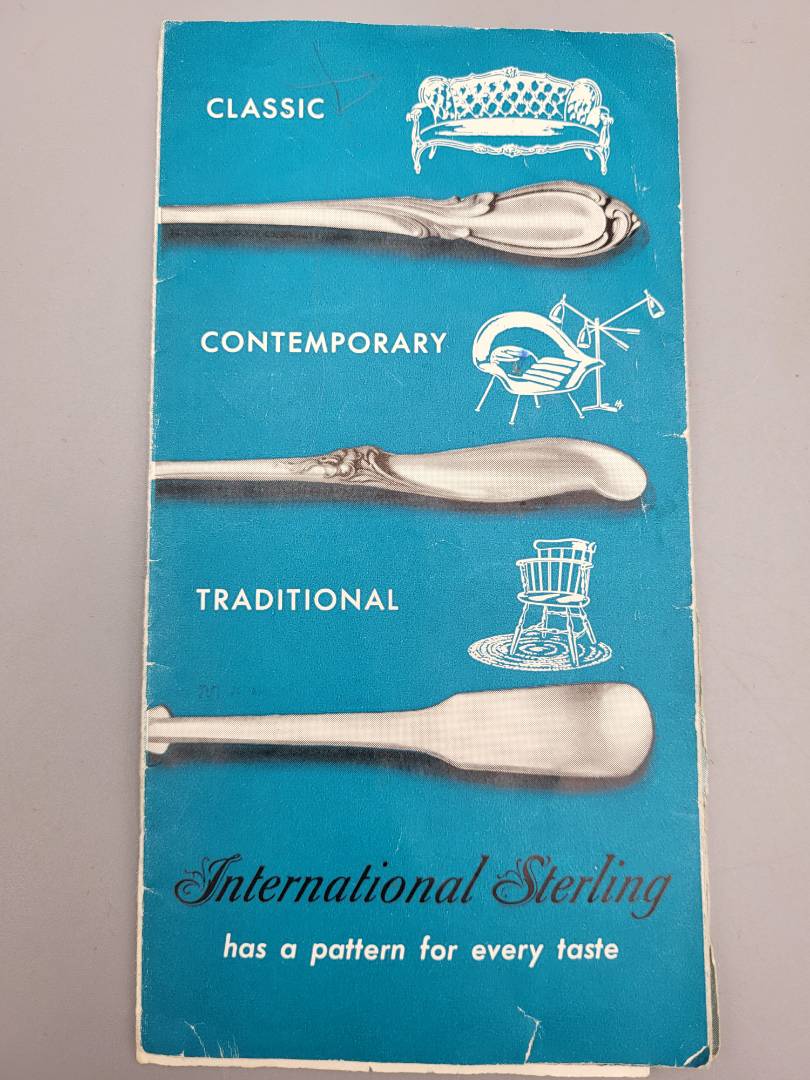 CLASSIC
CONTEMPORARY
TRADITIONAL
International Sterling
has a pattern for every taste